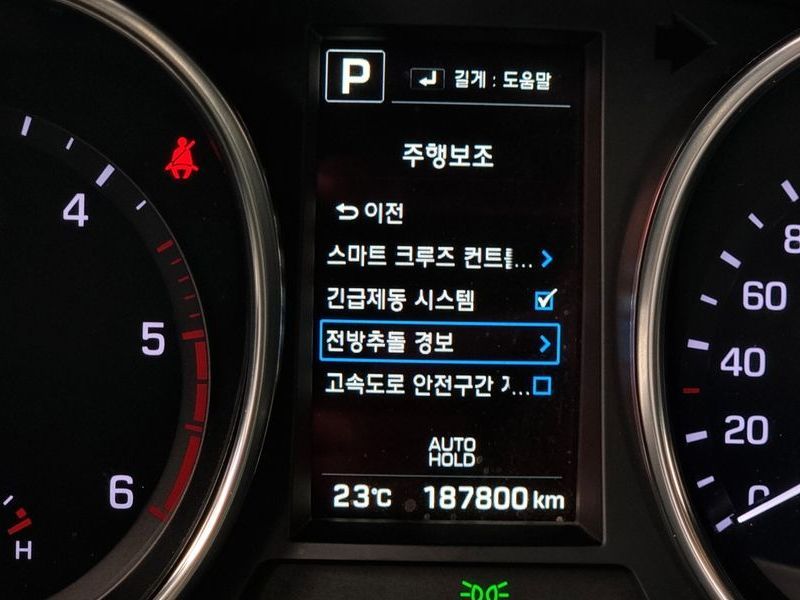 P
길게 : 도움말
주행보조
이전
스마트 크루즈 컨트롤...
긴급제동 시스템
전방추돌 경보
고속도로 안전구간 ...
AUTO
HOLD
23℃ 187800 km
4
5
6
H
80
60
40
20
0